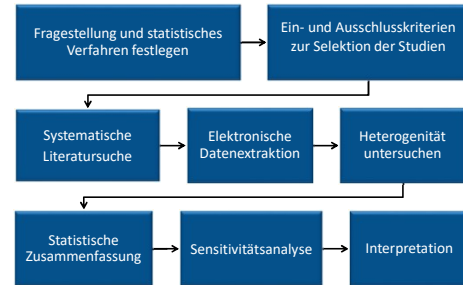 Fragestellung und statistisches
Verfahren festlegen
Ein- und Ausschlusskriterien
zur Selektion der Studien
Systematische
Literatursuche
Elektronische
Datenextraktion
Heterogenität
untersuchen
Statistische
Zusammenfassung
Sensitivitätsanalyse
Interpretation